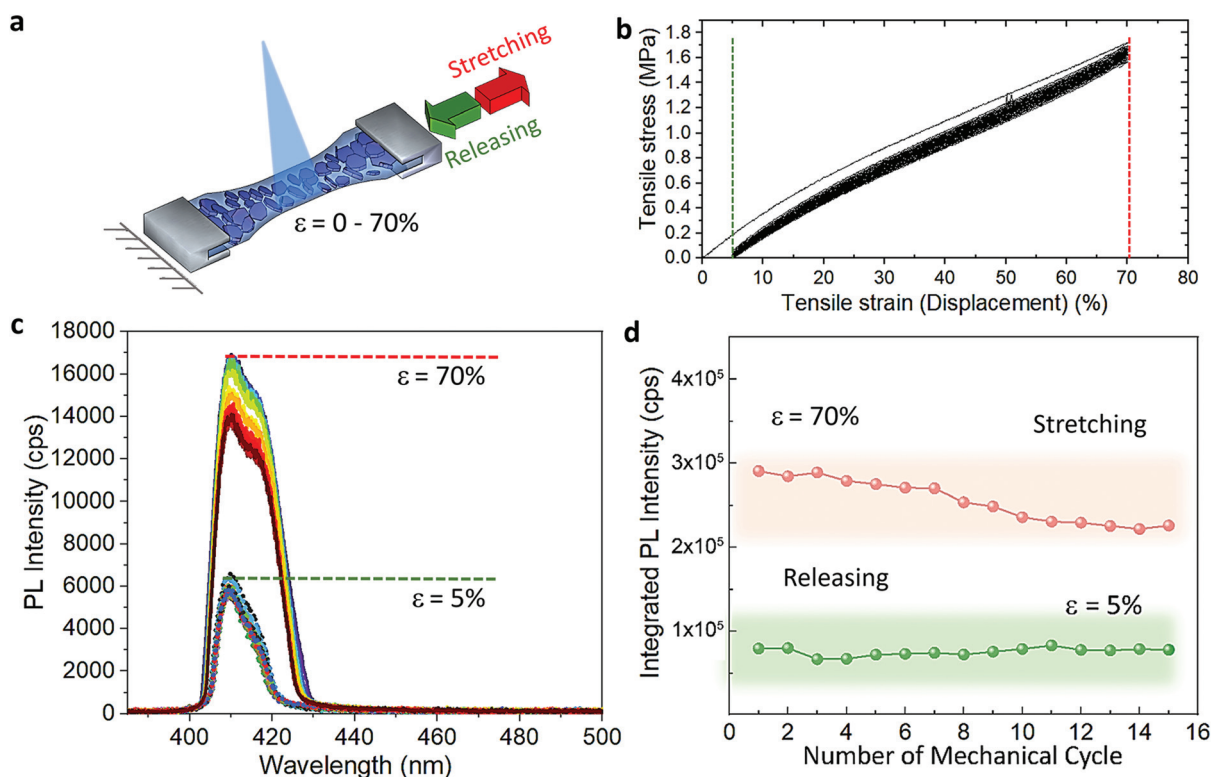 a
Stretching
Releasing
ε = 0 - 70%
b
Tensile stress (MPa)
1.8
1.6
1.4
1.2
1.0
0.8
0.6
0.4
0.2
0.0
0 10 20 30 40 50 60 70 80
Tensile strain (Displacement) (%)
c
PL Intensity (cps)
18000
16000
14000
12000
10000
8000
6000
4000
2000
0
ε = 70%
ε = 5%
400 420 440 460 480 500
Wavelength (nm)
d
Integrated PL Intensity (cps)
4x10⁵
3x10⁵
2x10⁵
1x10⁵
ε = 70%
Stretching
Releasing
ε = 5%
0 2 4 6 8 10 12 14 16
Number of Mechanical Cycle